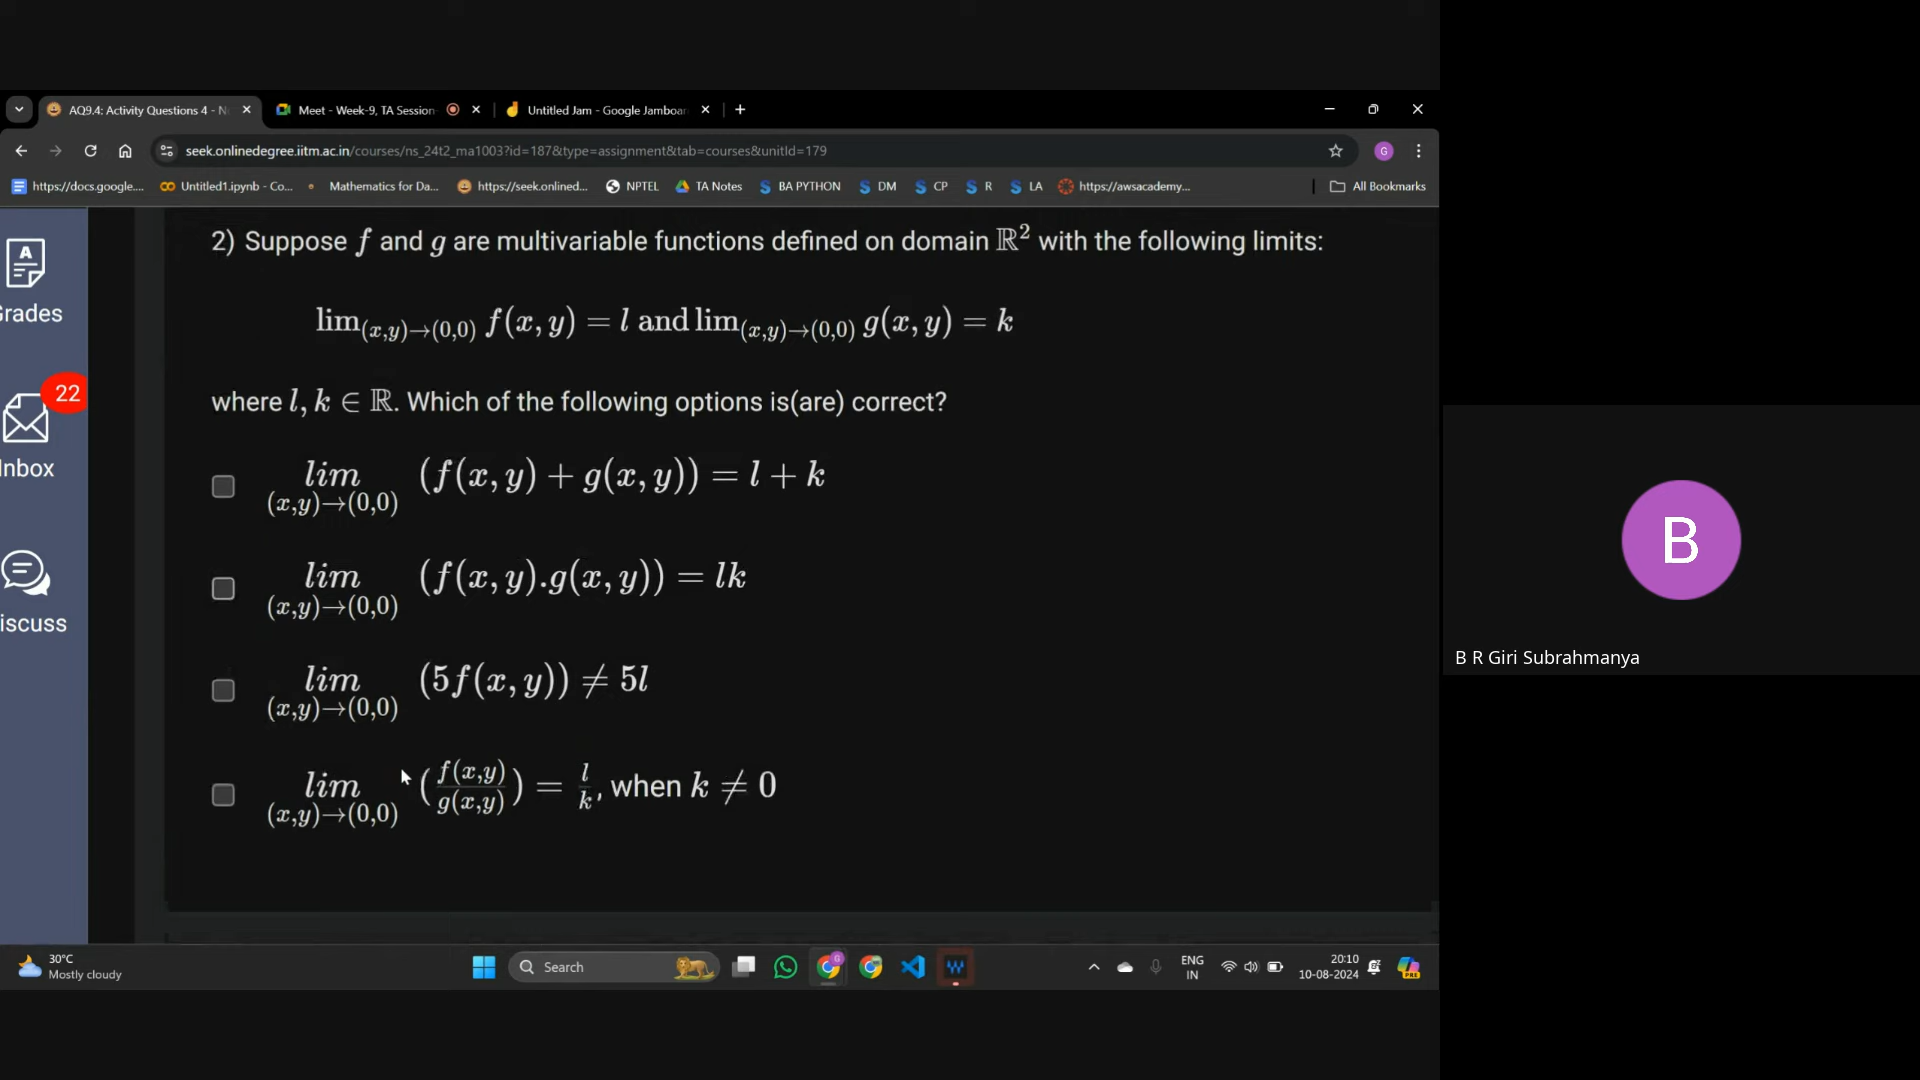 AQ9.4: Activity Questions 4 - N
Meet - Week-9, TA Session
Untitled Jam - Google Jamboar
seek.onlinedegree.iitm.ac.in/courses/ns_24t2_ma1003?id=187&type=assignment&tab=courses&unitId=179
G
https://docs.google....
Untitled1.ipynb - Co...
Mathematics for Da...
https://seek.onlined...
NPTEL
TA Notes
BA PYTHON
DM
CP
R
LA
https://awsacademy...
All Bookmarks
Grades
22
Inbox
iscuss
2) Suppose f and g are multivariable functions defined on domain ℝ² with the following limits:
lim(x,y)→(0,0) f(x, y) = l and lim(x,y)→(0,0) g(x, y) = k
where l, k ∈ ℝ. Which of the following options is(are) correct?
lim (x,y)→(0,0) (f(x, y) + g(x, y)) = l + k
lim (x,y)→(0,0) (f(x, y).g(x, y)) = lk
lim (x,y)→(0,0) (5f(x, y)) ≠ 5l
lim (x,y)→(0,0) (f(x,y)/g(x,y)) = l/k, when k ≠ 0
B
B R Giri Subrahmanya
30°C
Mostly cloudy
Search
G
ENG
IN
20:10
10-08-2024
PRE